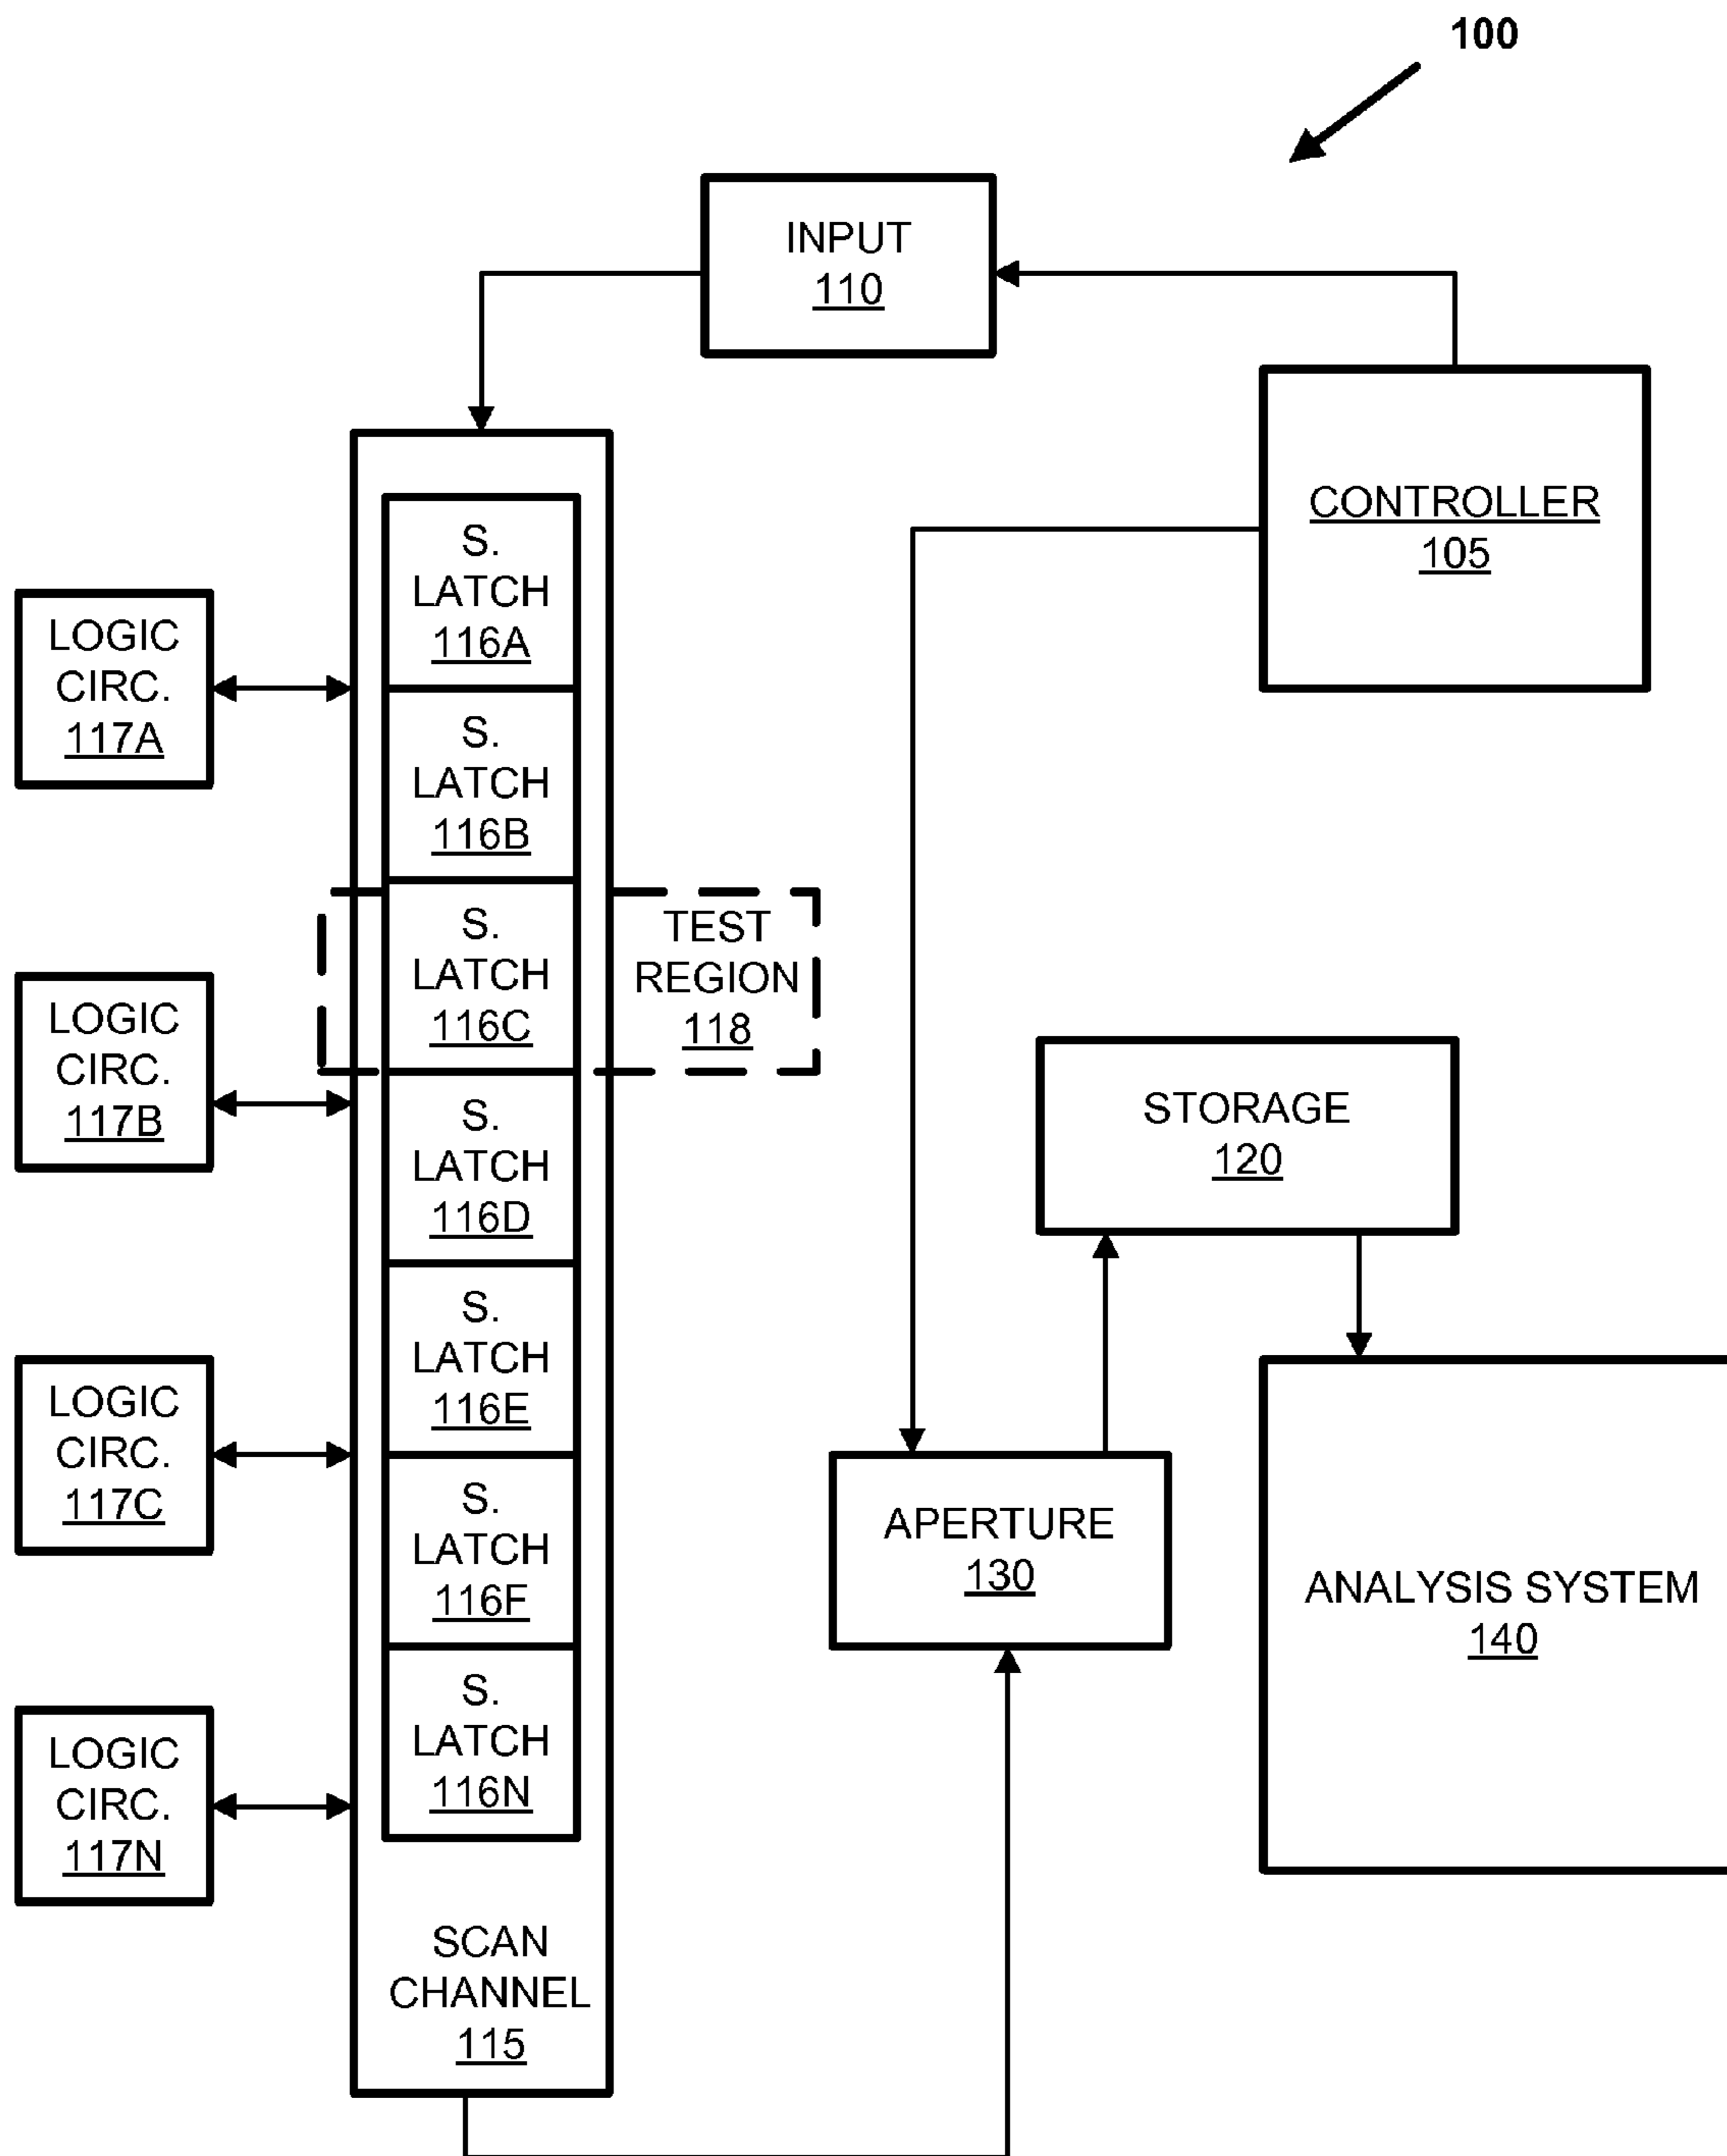 100
INPUT
110
CONTROLLER
105
S.
LATCH
116A
LOGIC
CIRC.
117A
S.
LATCH
116B
S.
LATCH
116C
TEST
REGION
118
LOGIC
CIRC.
117B
S.
LATCH
116D
STORAGE
120
S.
LATCH
116E
LOGIC
CIRC.
117C
S.
LATCH
116F
APERTURE
130
ANALYSIS SYSTEM
140
S.
LATCH
116N
LOGIC
CIRC.
117N
SCAN
CHANNEL
115